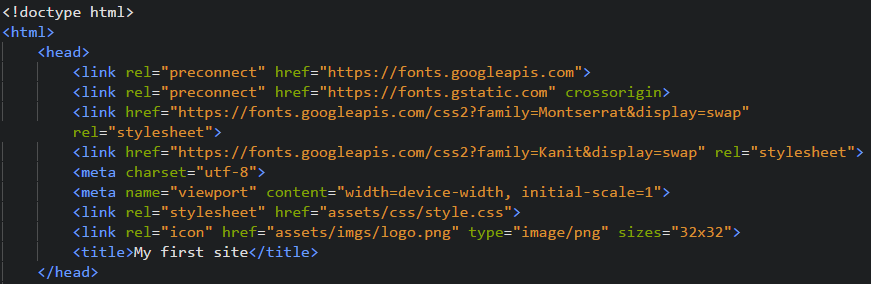 <!doctype html>
<html>
<head>
<link rel="preconnect" href="https://fonts.googleapis.com">
<link rel="preconnect" href="https://fonts.gstatic.com" crossorigin>
<link href="https://fonts.googleapis.com/css2?family=Montserrat&display=swap"
rel="stylesheet">
<link href="https://fonts.googleapis.com/css2?family=Kanit&display=swap" rel="stylesheet">
<meta charset="utf-8">
<meta name="viewport" content="width=device-width, initial-scale=1">
<link rel="stylesheet" href="assets/css/style.css">
<link rel="icon" href="assets/imgs/logo.png" type="image/png" sizes="32x32">
<title>My first site</title>
</head>